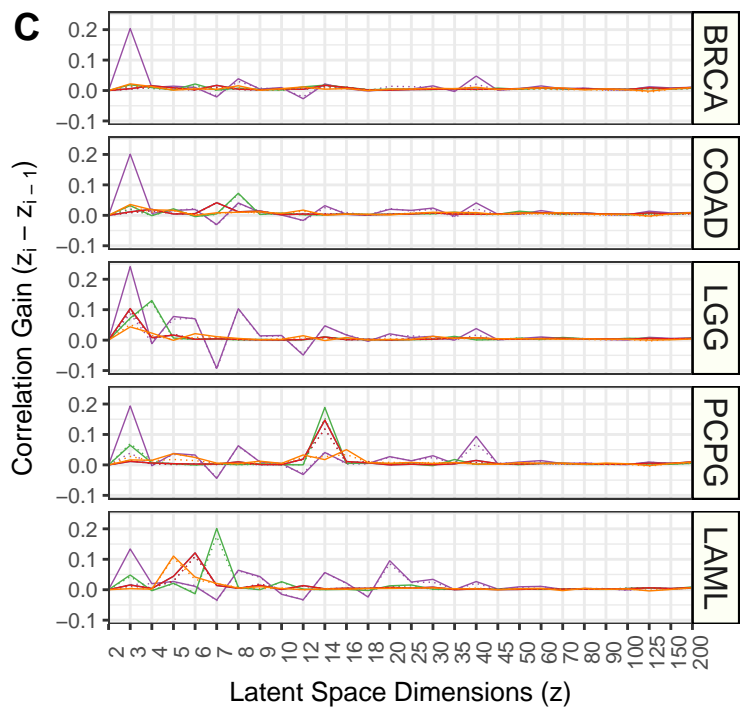 C
0.2
0.1
0.0
−0.1
BRCA
0.2
0.1
0.0
−0.1
COAD
0.2
0.1
0.0
−0.1
LGG
0.2
0.1
0.0
−0.1
PCPG
0.2
0.1
0.0
−0.1
LAML
Correlation Gain (z_i − z_{i − 1})
2 3 4 5 6 7 8 9 10 12 14 16 18 20 25 30 35 40 45 50 60 70 80 90 100 125 150 200
Latent Space Dimensions (z)